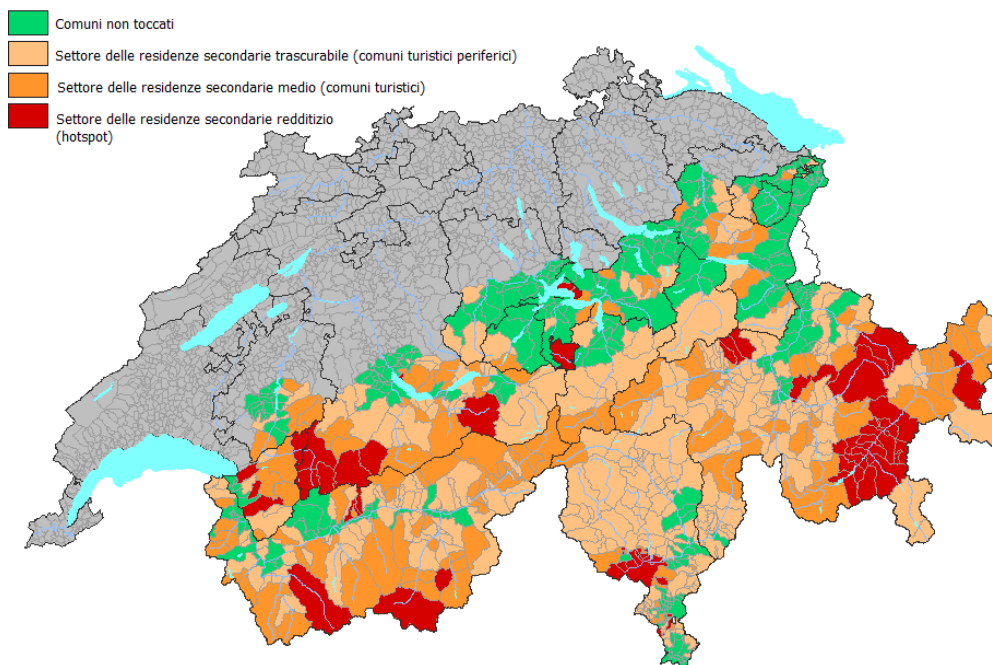 Comuni non toccati
Settore delle residenze secondarie trascurabile (comuni turistici periferici)
Settore delle residenze secondarie medio (comuni turistici)
Settore delle residenze secondarie redditizio
(hotspot)